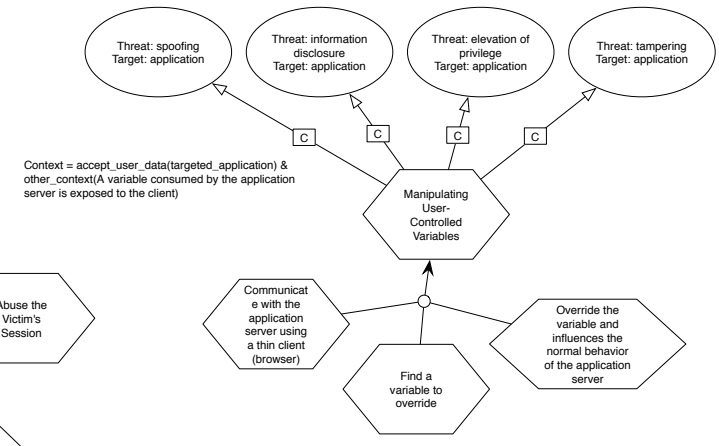 Threat: spoofing
Target: application
Threat: information
disclosure
Target: application
Threat: elevation of
privilege
Target: application
Threat: tampering
Target: application
C
C
C
C
Context = accept_user_data(targeted_application) &
other_context(A variable consumed by the application
server is exposed to the client)
Manipulating
User-
Controlled
Variables
Abuse the
Victim's
Session
Communicat
e with the
application
server using
a thin client
(browser)
Find a
variable to
override
Override the
variable and
influences the
normal behavior
of the application
server